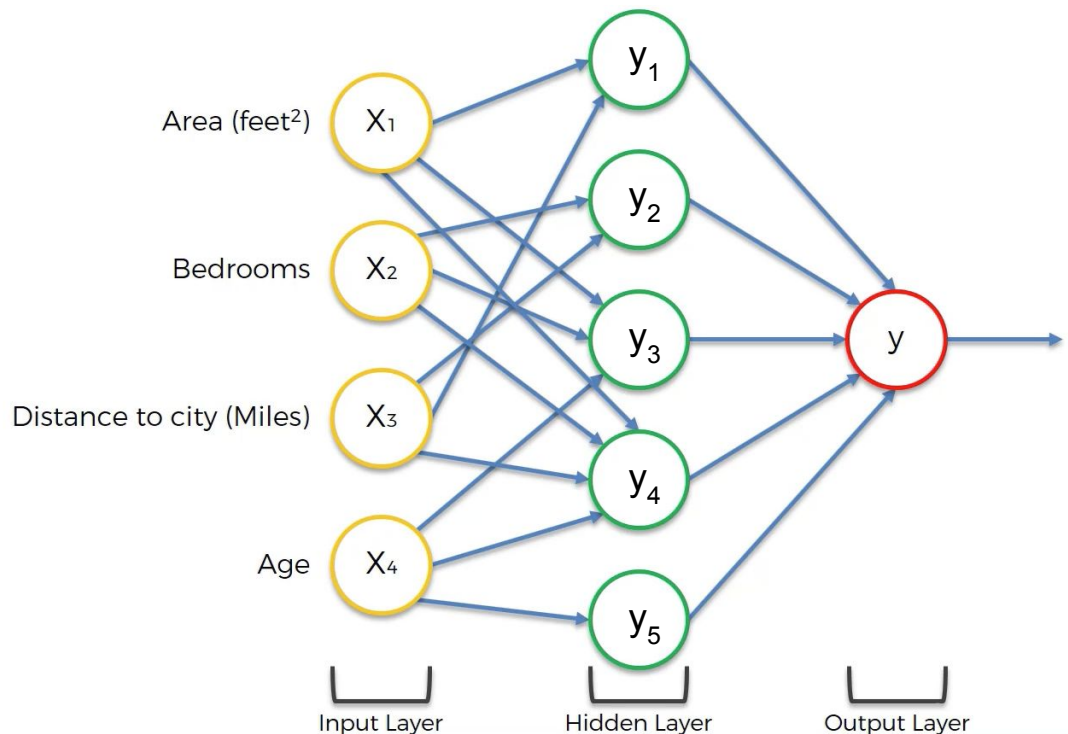 y₁
Area (feet²) X₁
y₂
Bedrooms X₂
y₃
y
Distance to city (Miles) X₃
y₄
Age X₄
y₅
Input Layer Hidden Layer Output Layer